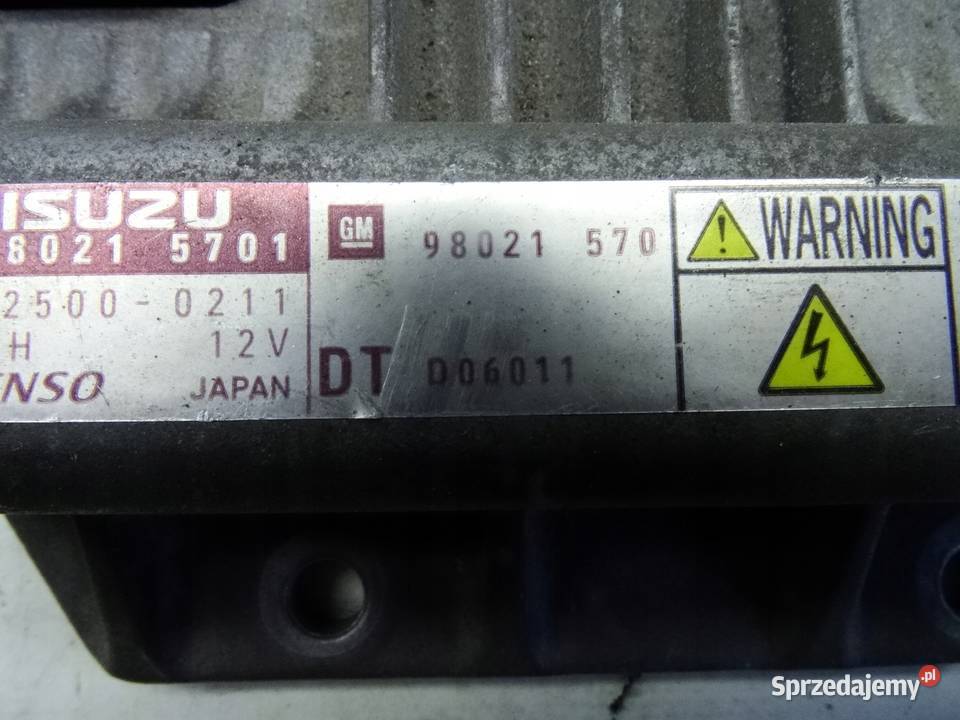 ISUZU
8021 5701
2500-0211
H 12V
NSO JAPAN
GM 98021 570
DT D06011
WARNING
Sprzedajemy.pl